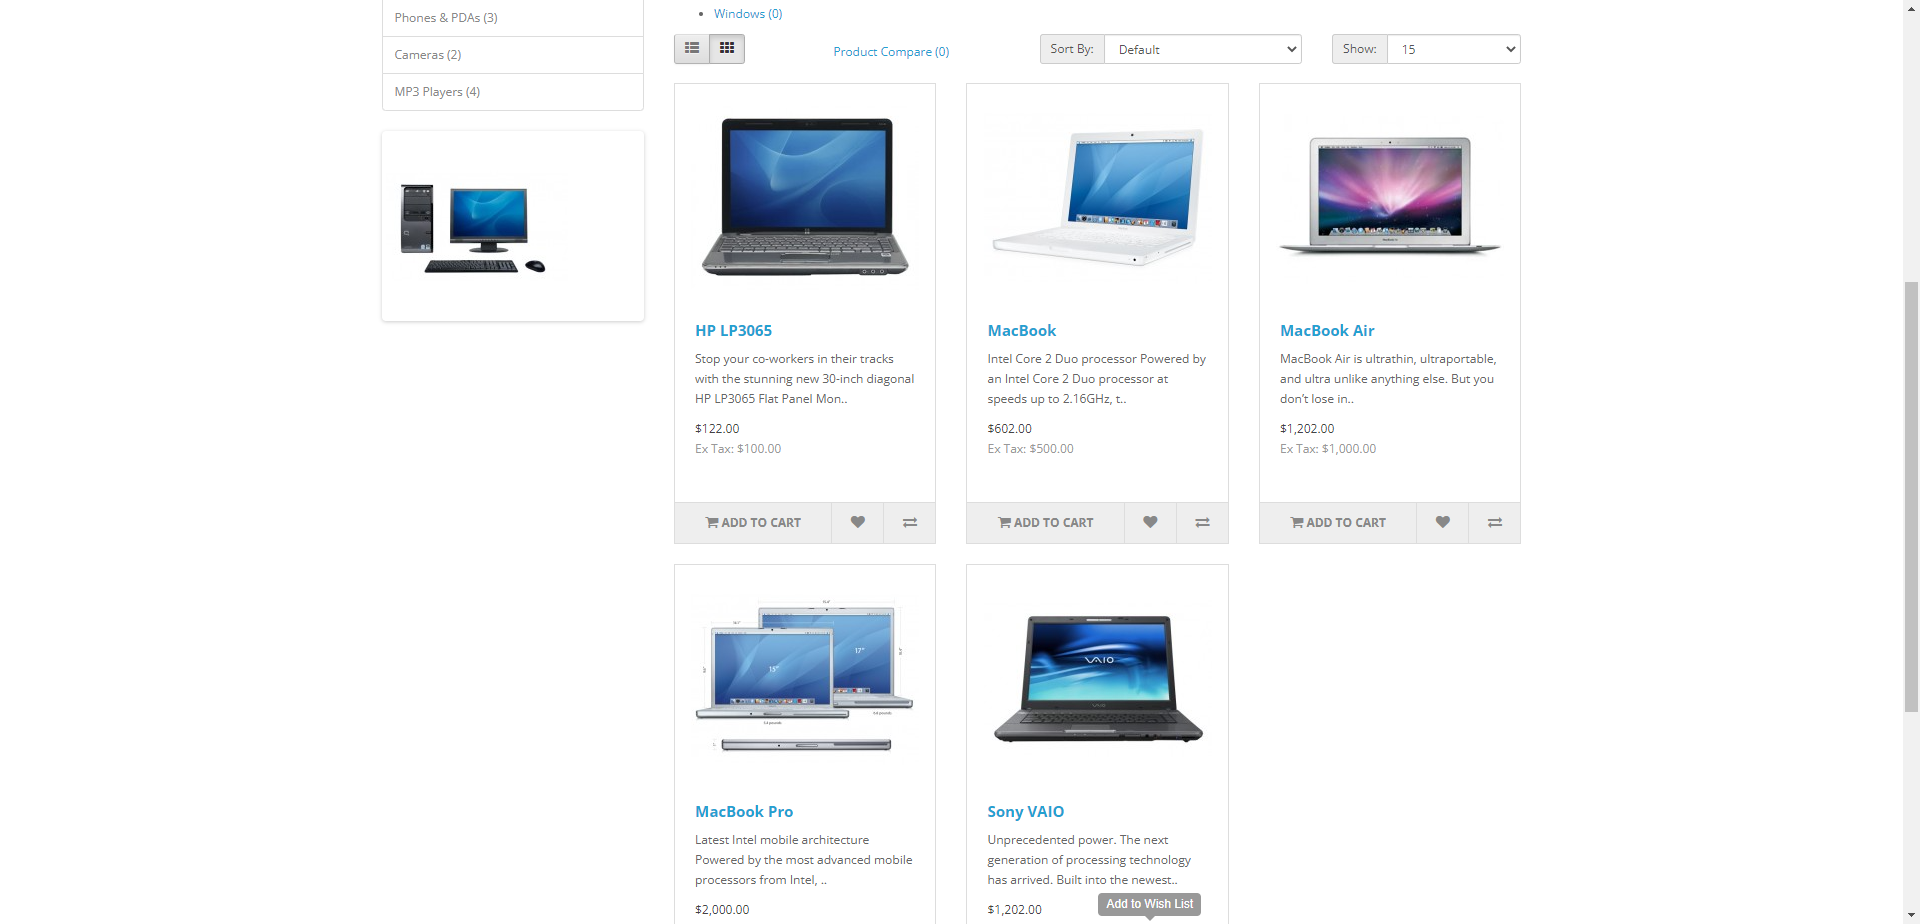 Phones & PDAs (3)
Cameras (2)
MP3 Players (4)
Windows (0)
Product Compare (0)
Sort By:
Default
Show:
15
HP LP3065
Stop your co-workers in their tracks
with the stunning new 30-inch diagonal
HP LP3065 Flat Panel Mon..
$122.00
Ex Tax: $100.00
ADD TO CART
MacBook
Intel Core 2 Duo processor Powered by
an Intel Core 2 Duo processor at
speeds up to 2.16GHz, t..
$602.00
Ex Tax: $500.00
ADD TO CART
MacBook Air
MacBook Air is ultrathin, ultraportable,
and ultra unlike anything else. But you
don’t lose in..
$1,202.00
Ex Tax: $1,000.00
ADD TO CART
15"
17"
MacBook Pro
Latest Intel mobile architecture
Powered by the most advanced mobile
processors from Intel, ..
$2,000.00
VAIO
Sony VAIO
Unprecedented power. The next
generation of processing technology
has arrived. Built into the newest..
$1,202.00
Add to Wish List